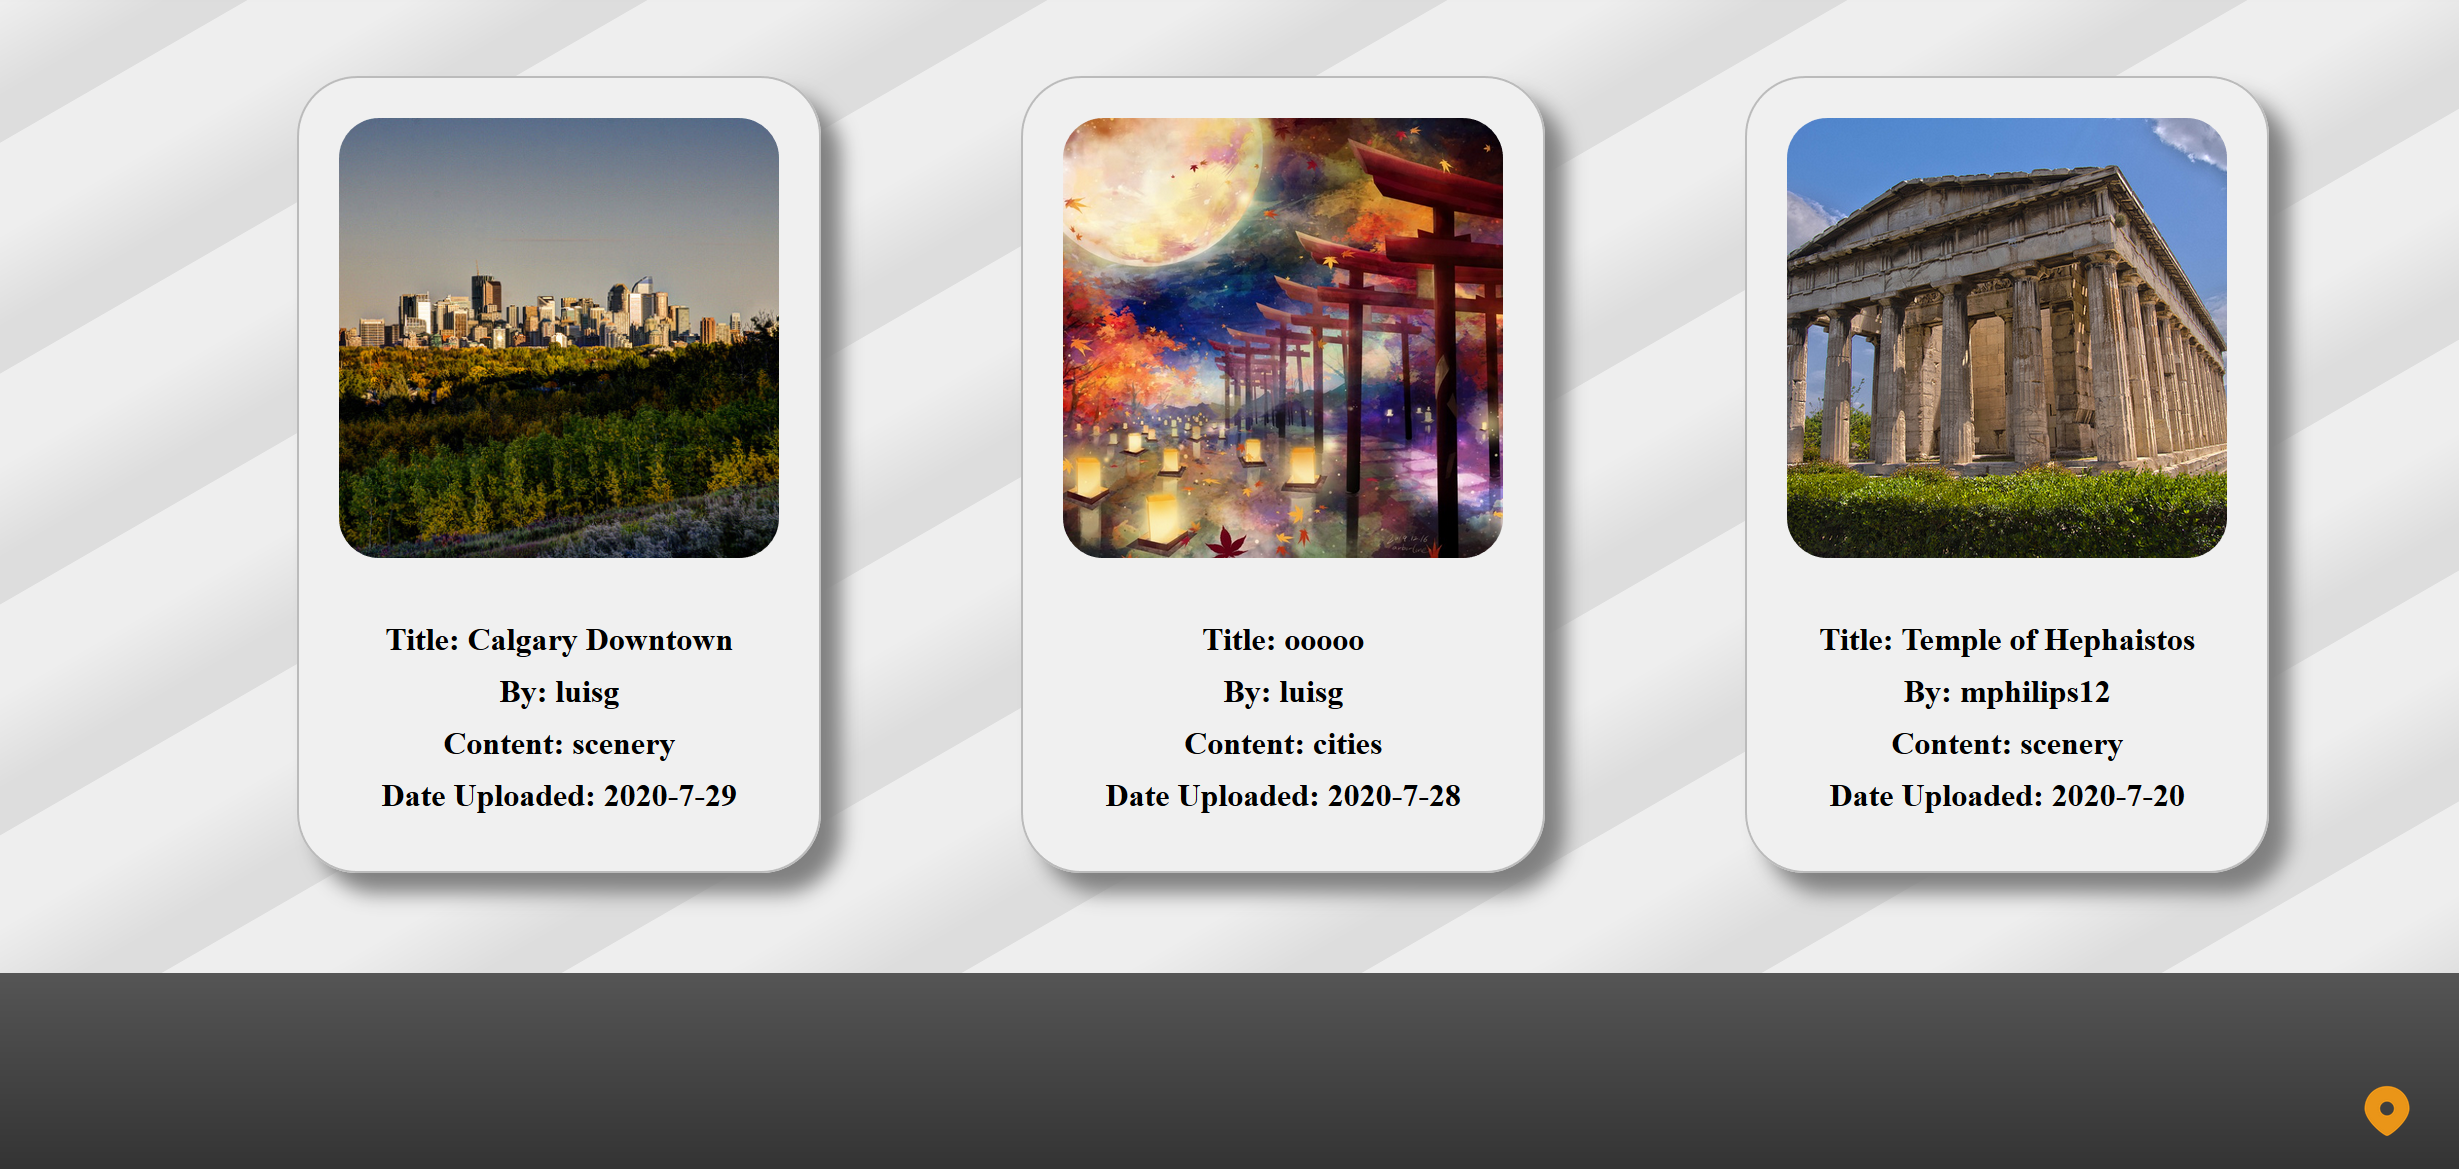 Title: Calgary Downtown
By: luisg
Content: scenery
Date Uploaded: 2020-7-29
Title: ooooo
By: luisg
Content: cities
Date Uploaded: 2020-7-28
Title: Temple of Hephaistos
By: mphilips12
Content: scenery
Date Uploaded: 2020-7-20